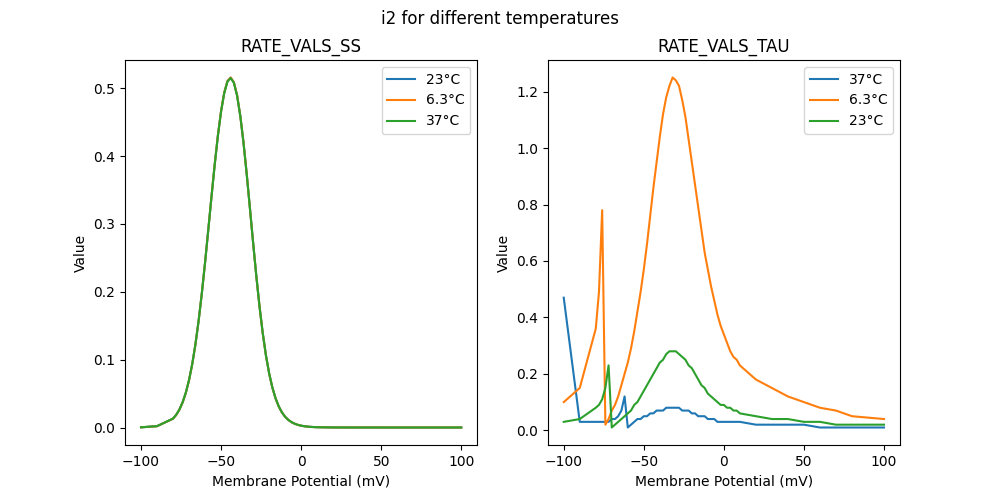 i2 for different temperatures
RATE_VALS_SS
RATE_VALS_TAU
23°C
6.3°C
37°C
37°C
6.3°C
23°C
Value
0.5
0.4
0.3
0.2
0.1
0.0
−100
−50
0
50
100
Membrane Potential (mV)
Value
1.2
1.0
0.8
0.6
0.4
0.2
0.0
−100
−50
0
50
100
Membrane Potential (mV)